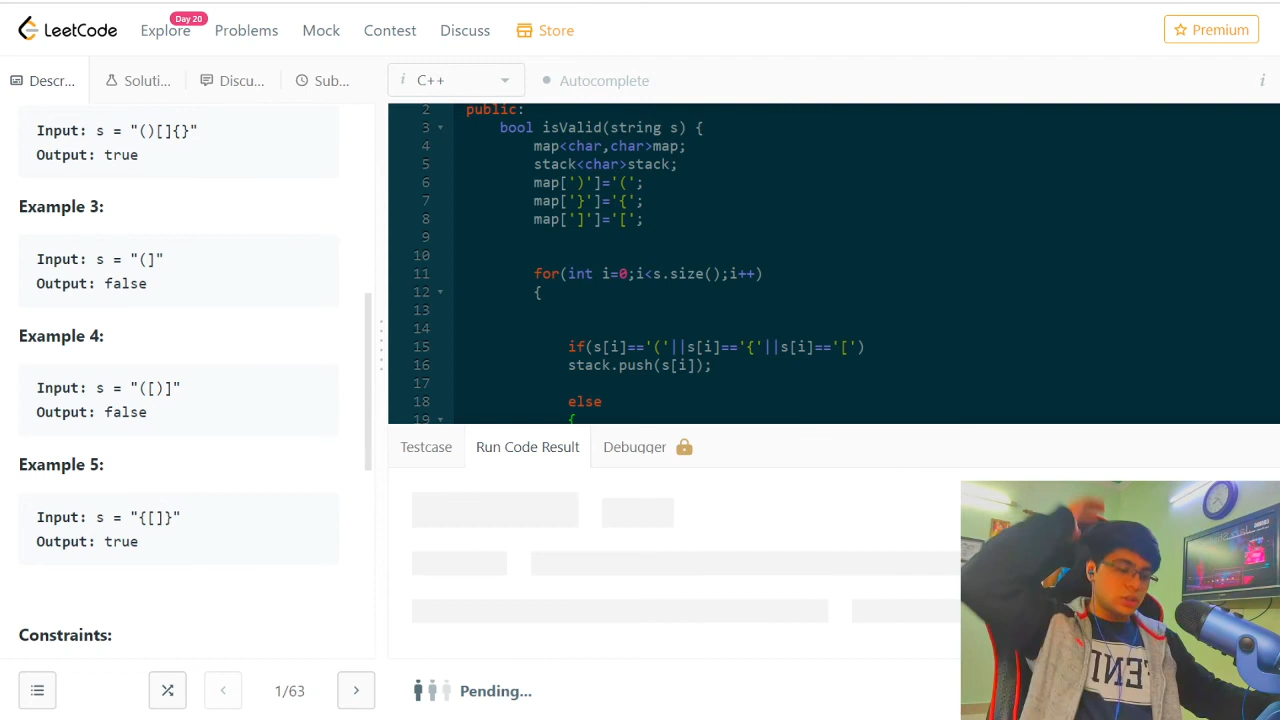 LeetCode
Explore
Day 20
Problems
Mock
Contest
Discuss
Store
Premium
Descr...
Soluti...
Discu...
Sub...
i C++
Autocomplete
i
Input: s = "()[]{}"
Output: true
Example 3:
Input: s = "(]"
Output: false
Example 4:
Input: s = "([)]"
Output: false
Example 5:
Input: s = "{[]}"
Output: true
Constraints:
1/63
2 public:
3 bool isValid(string s) {
4 map<char,char>map;
5 stack<char>stack;
6 map[')']='(';
7 map['}']='{';
8 map[']']='[';
9
10
11 for(int i=0;i<s.size();i++)
12 {
13
14
15 if(s[i]=='('||s[i]=='{'||s[i]=='[')
16 stack.push(s[i]);
17
18 else
19 {
Testcase
Run Code Result
Debugger
Pending...